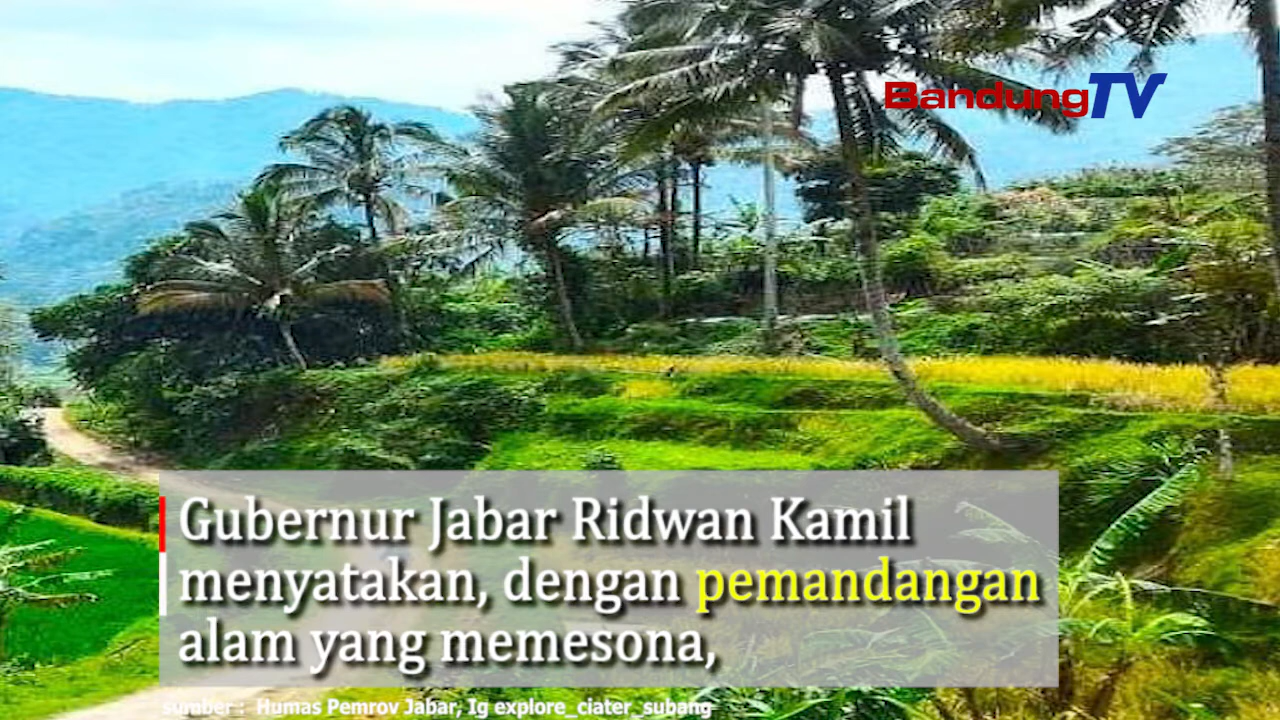 BandungTV
Gubernur Jabar Ridwan Kamil
menyatakan, dengan pemandangan
alam yang memesona,
sumber : Humas Pemrov Jabar, Ig explore_ciater_subang